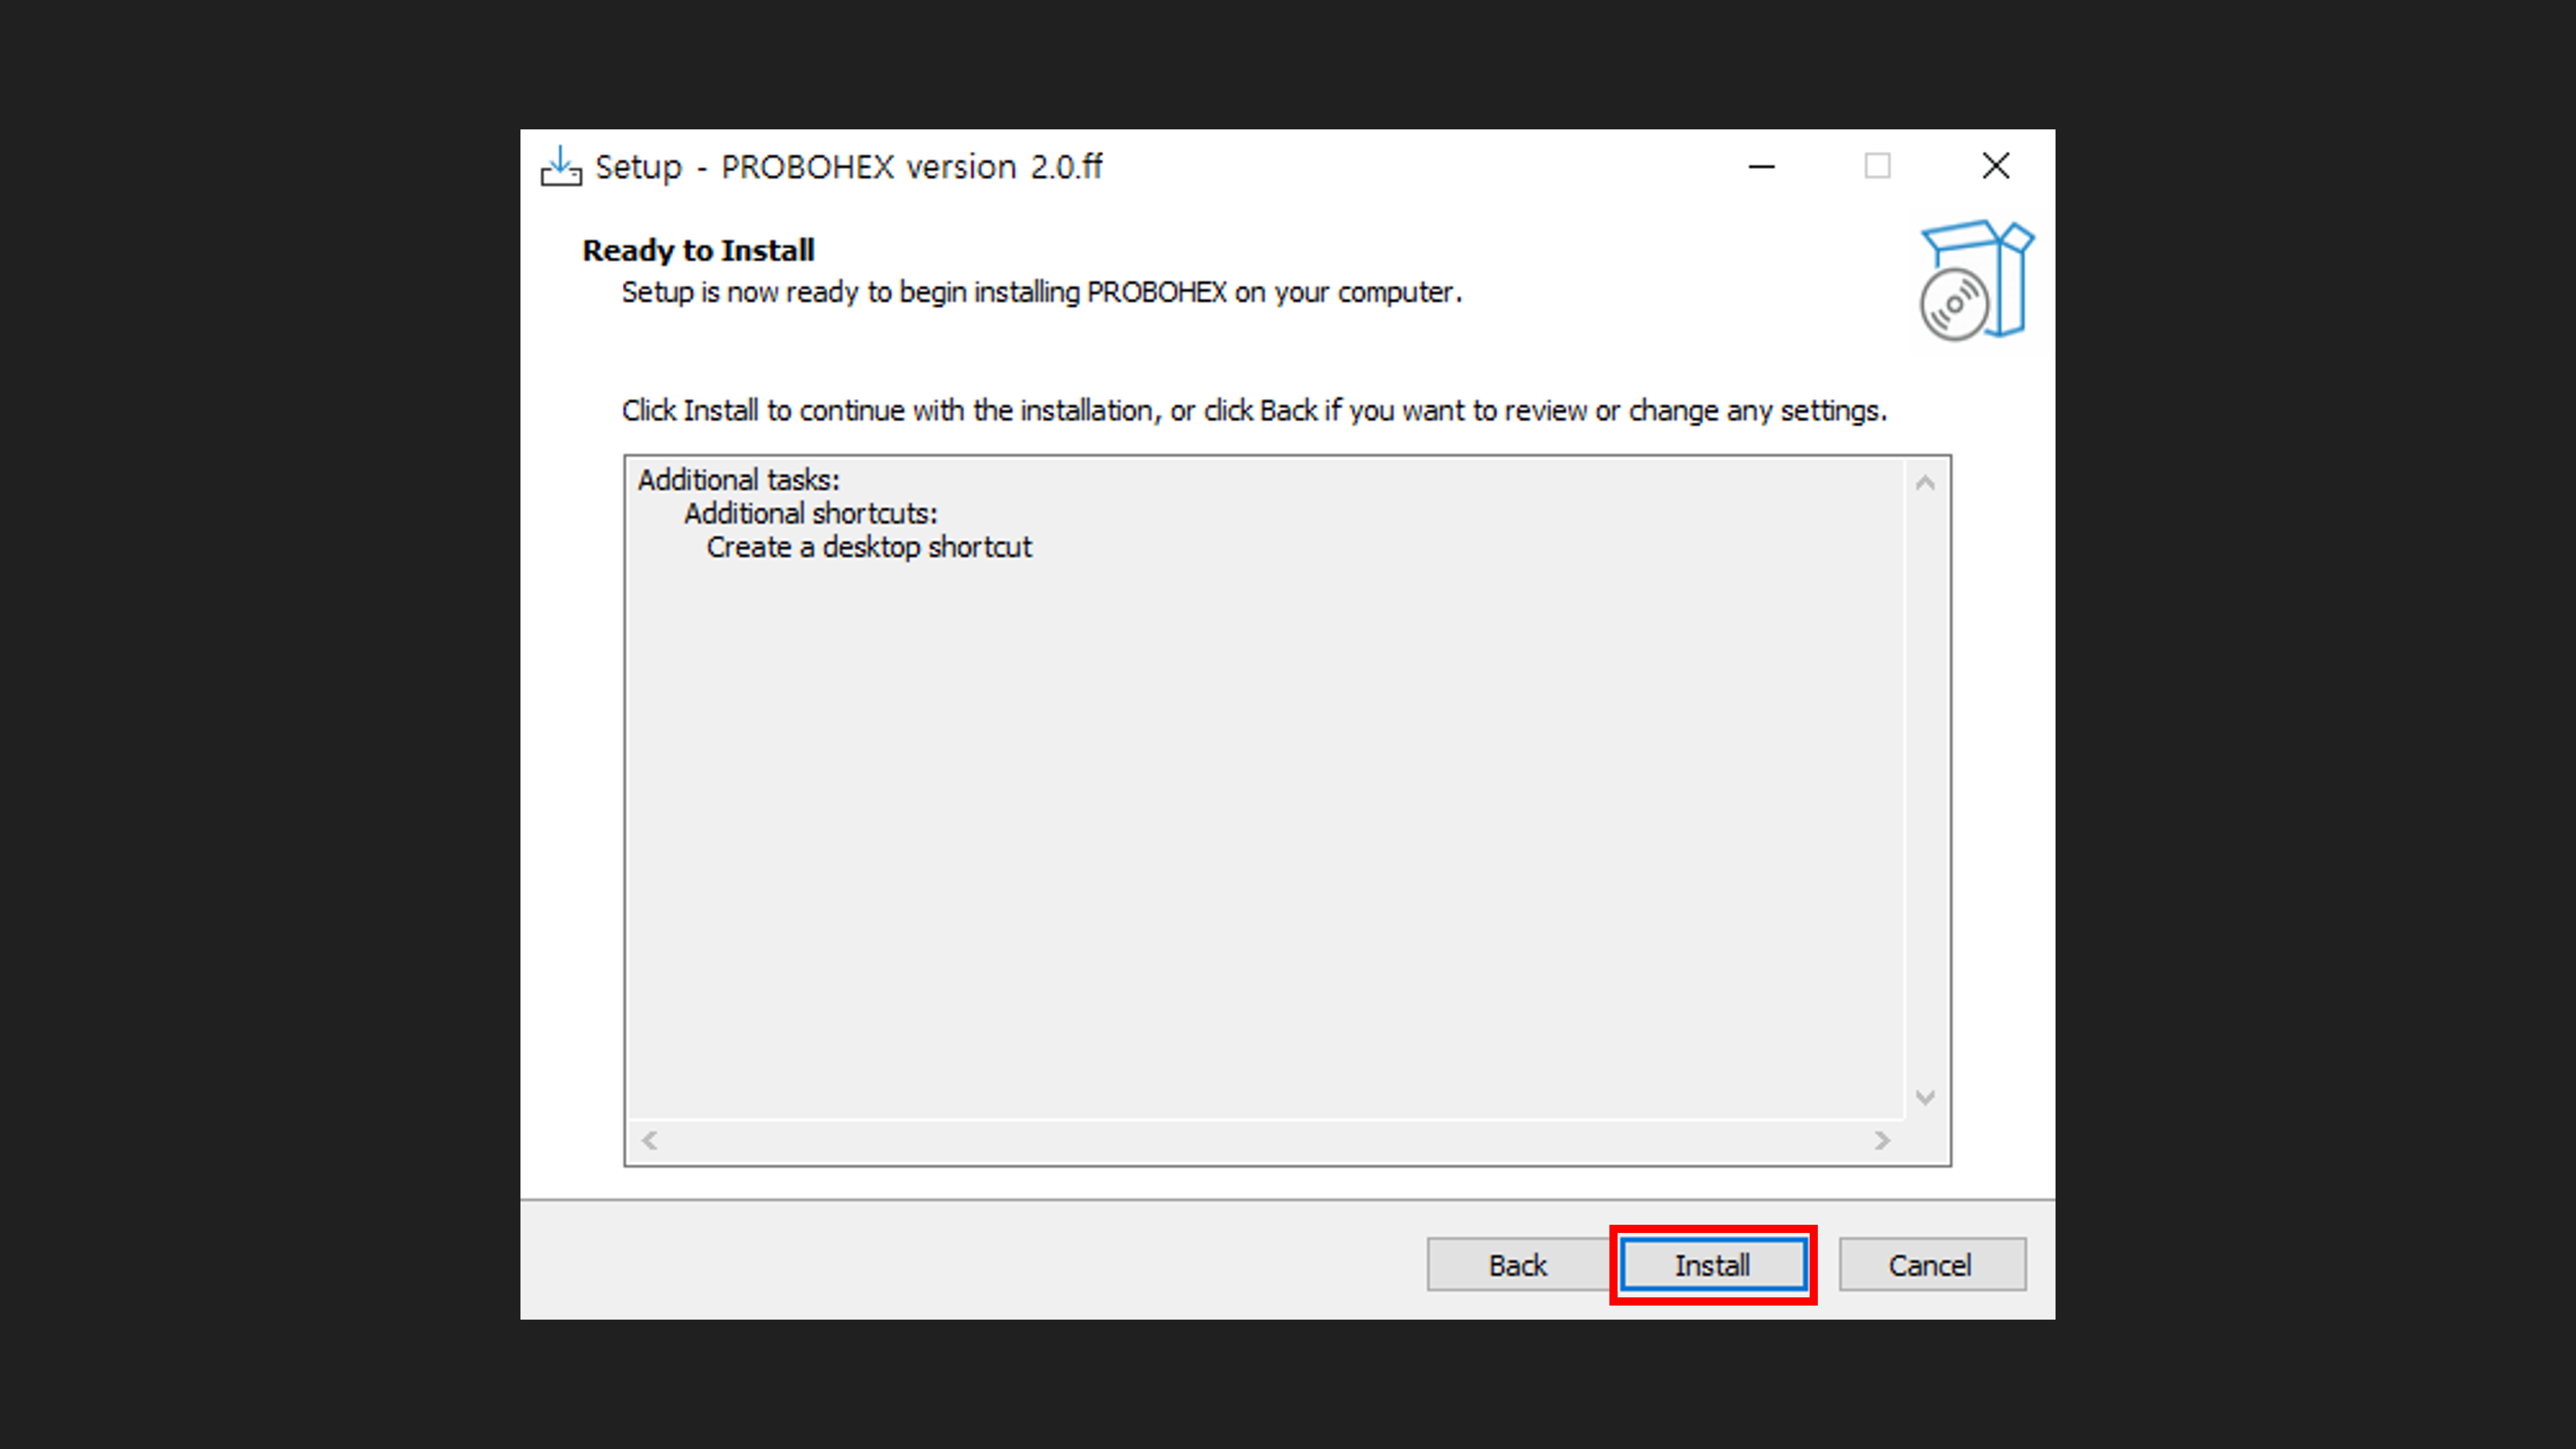 Setup - PROBOHEX version 2.0.ff
Ready to Install
Setup is now ready to begin installing PROBOHEX on your computer.
Click Install to continue with the installation, or click Back if you want to review or change any settings.
Additional tasks:
Additional shortcuts:
Create a desktop shortcut
Back Install Cancel